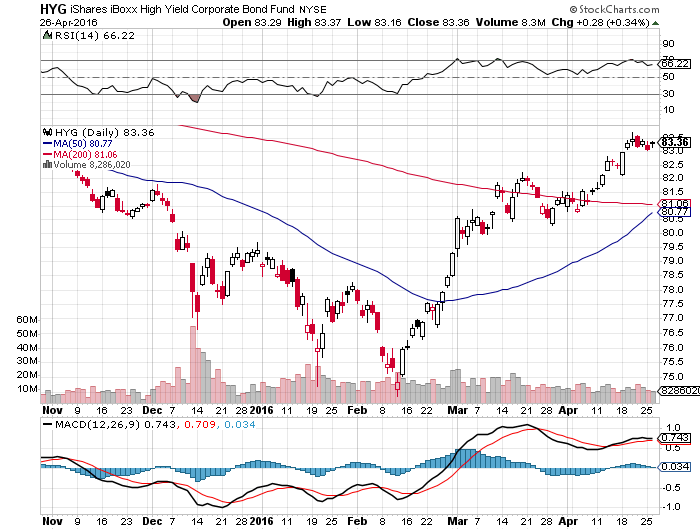 HYG iShares iBoxx High Yield Corporate Bond Fund NYSE © StockCharts.com
26-Apr-2016 Open 83.29 High 83.37 Low 83.16 Close 83.36 Volume 8.3M Chg +0.28 (+0.34%)
RSI(14) 66.22
90
70
66.22
50
30
10
HYG (Daily) 83.36
MA(50) 80.77
MA(200) 81.06
Volume 8,286,020
83.36
83.0
82.5
82.0
81.5
81.06
80.77
80.5
80.0
79.5
79.0
78.5
78.0
77.5
77.0
76.5
76.0
75.5
75.0
60M
50M
40M
30M
20M
10M
8286020
Nov 9 16 23 Dec 7 14 21 28 2016 11 19 25 Feb 8 16 22 Mar 7 14 21 28 Apr 11 18 25
MACD(12,26,9) 0.743, 0.709, 0.034
1.0
0.743
0.034
-0.5
-1.0
Nov 9 16 23 Dec 7 14 21 28 2016 11 19 25 Feb 8 16 22 Mar 7 14 21 28 Apr 11 18 25